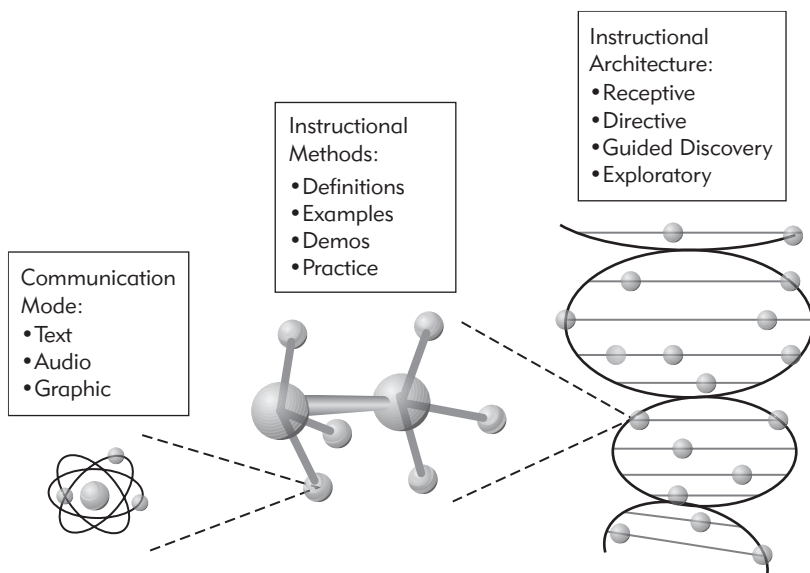 Communication
Mode:
•Text
•Audio
•Graphic
Instructional
Methods:
•Definitions
•Examples
•Demos
•Practice
Instructional
Architecture:
•Receptive
•Directive
•Guided Discovery
•Exploratory